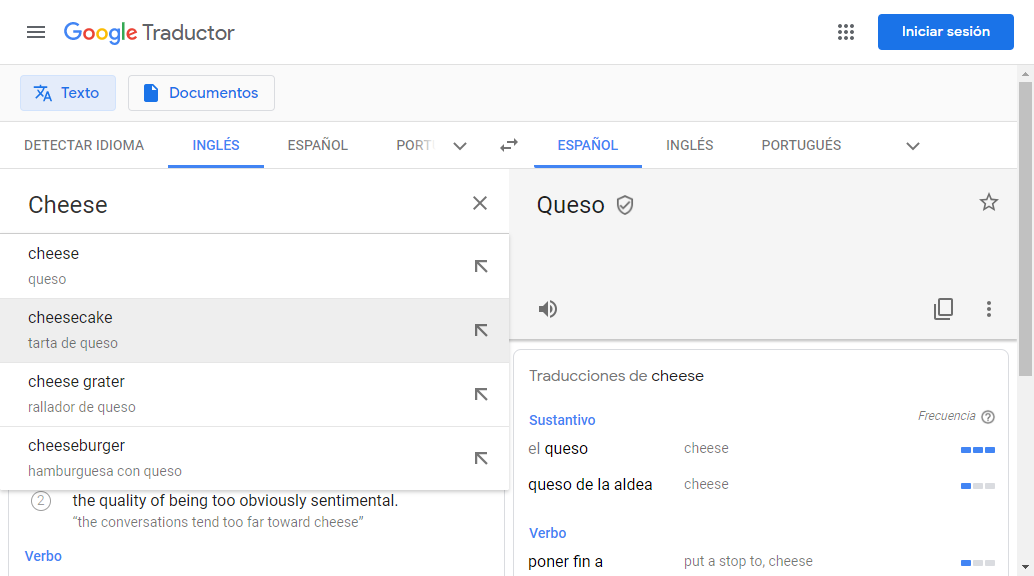 Google Traductor
Iniciar sesión
Texto
Documentos
DETECTAR IDIOMA INGLÉS ESPAÑOL PORT
ESPAÑOL INGLÉS PORTUGUÉS
Cheese
cheese
queso
cheesecake
tarta de queso
cheese grater
rallador de queso
cheeseburger
hamburguesa con queso
2 the quality of being too obviously sentimental.
“the conversations tend too far toward cheese”
Verbo
Queso
Traducciones de cheese
Sustantivo Frecuencia
el queso cheese
queso de la aldea cheese
Verbo
poner fin a put a stop to, cheese